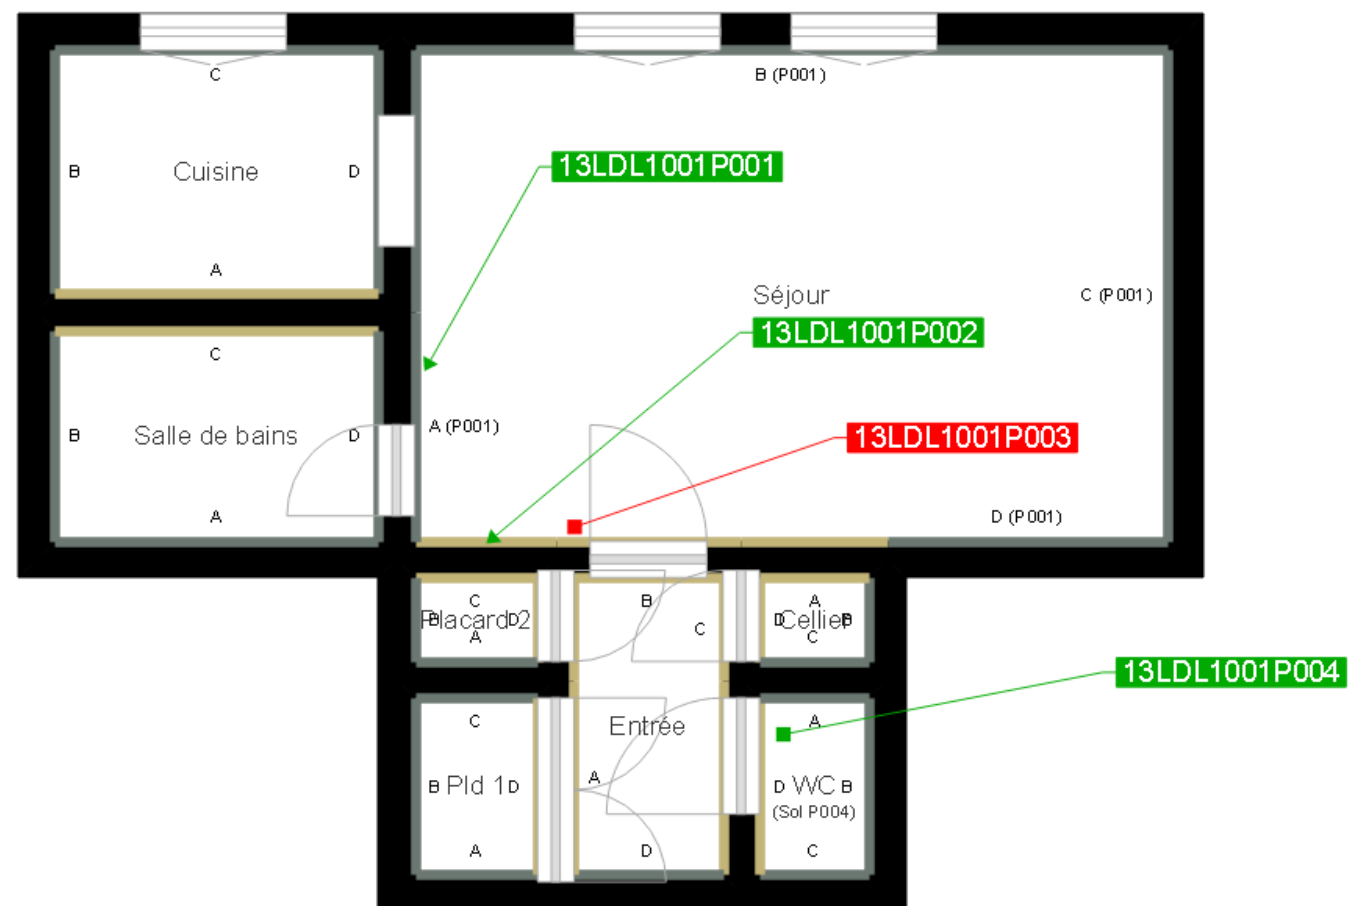 C
B (P001)
13LDL1001P001
B
Cuisine
D
A
Séjour
C (P001)
13LDL1001P002
C
A (P001)
13LDL1001P003
B
Salle de bains
D
A
D (P001)
C
B
Placard 2
D
A
B
C
A
D
Cellier
B
C
13LDL1001P004
C
B
Pld 1
D
A
Entrée
A
D
A
D
WC
B
(Sol P004)
C